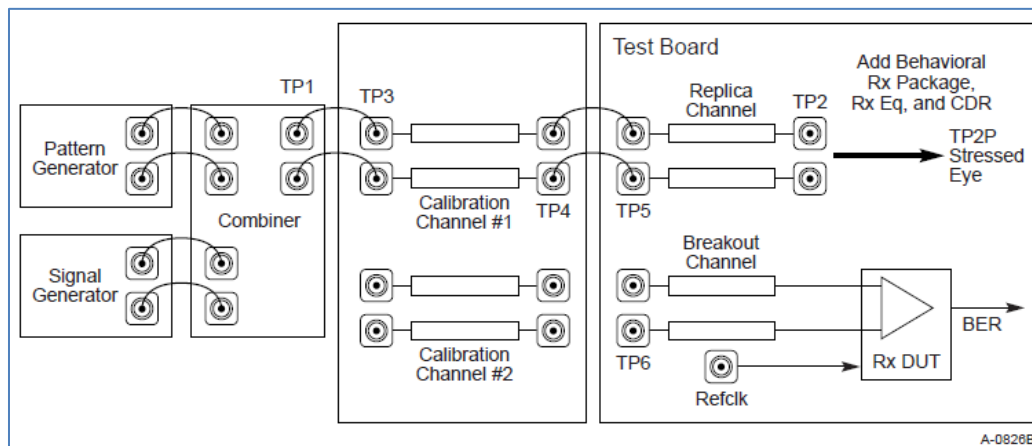 Test Board
Add Behavioral
Rx Package,
Rx Eq, and CDR
TP1
TP3
Replica
Channel
TP2
Pattern
Generator
TP2P
Stressed
Eye
Combiner
Calibration
Channel #1
TP4
TP5
Signal
Generator
Breakout
Channel
Calibration
Channel #2
TP6
Refclk
Rx DUT
BER
A-0826B